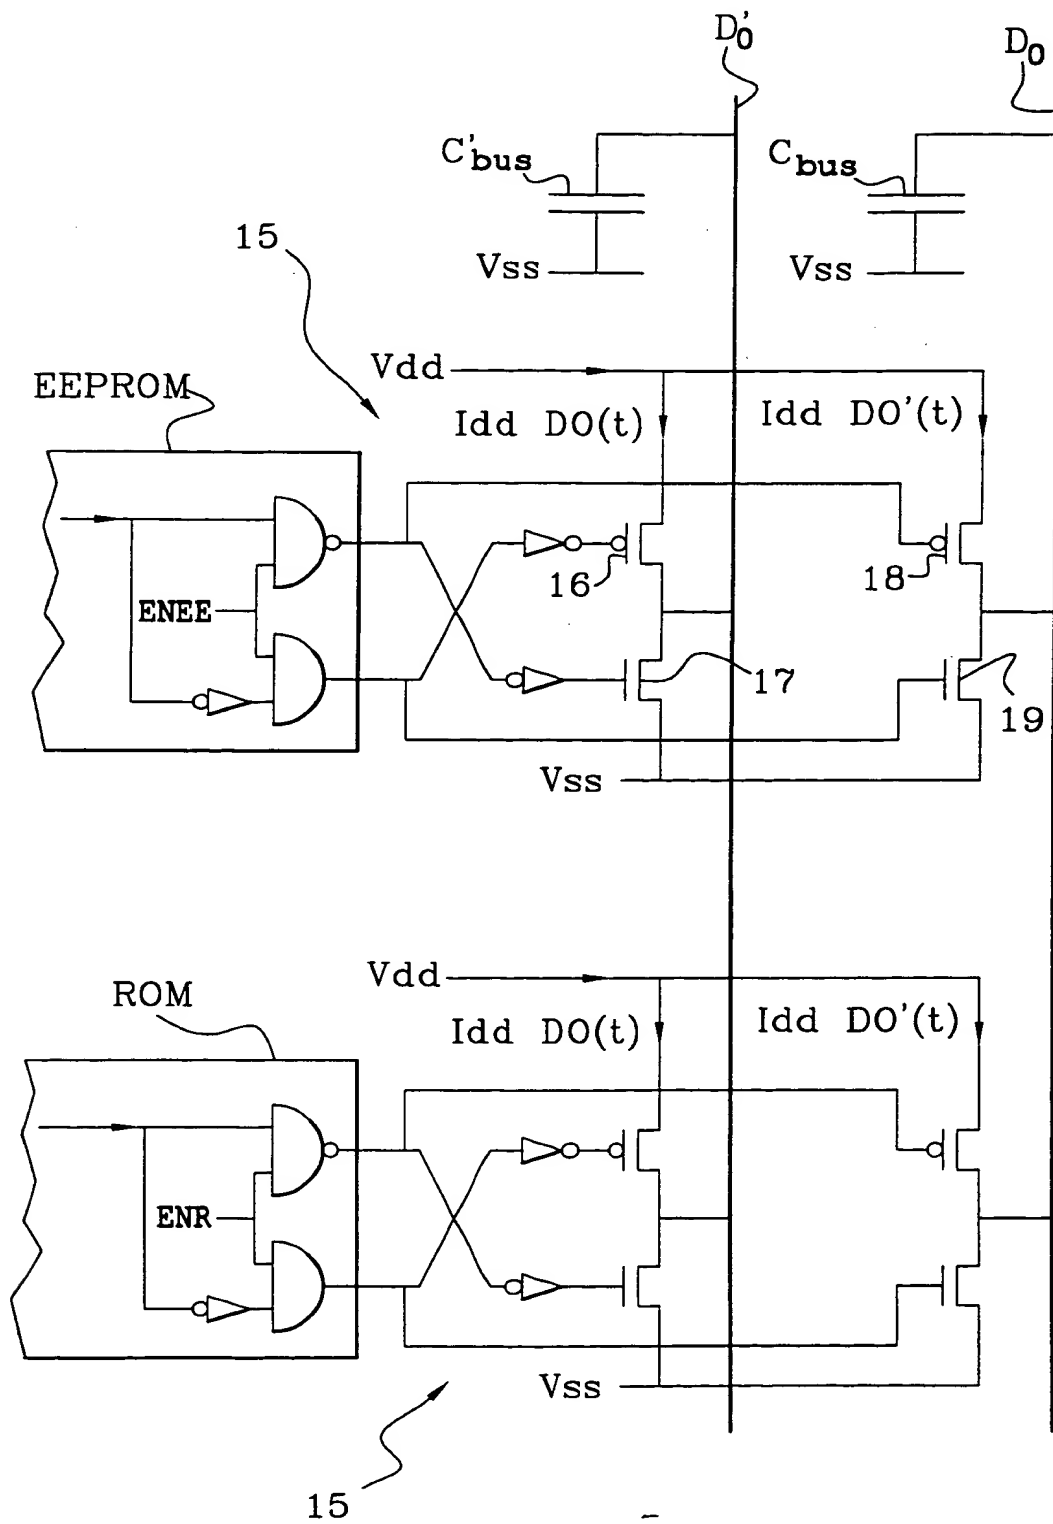 D0'
D0
C'bus
Cbus
15
Vss
Vss
Vdd
EEPROM
Idd DO(t)
Idd DO'(t)
16
18
ENEE
17
19
Vss
Vdd
ROM
Idd DO(t)
Idd DO'(t)
ENR
Vss
15